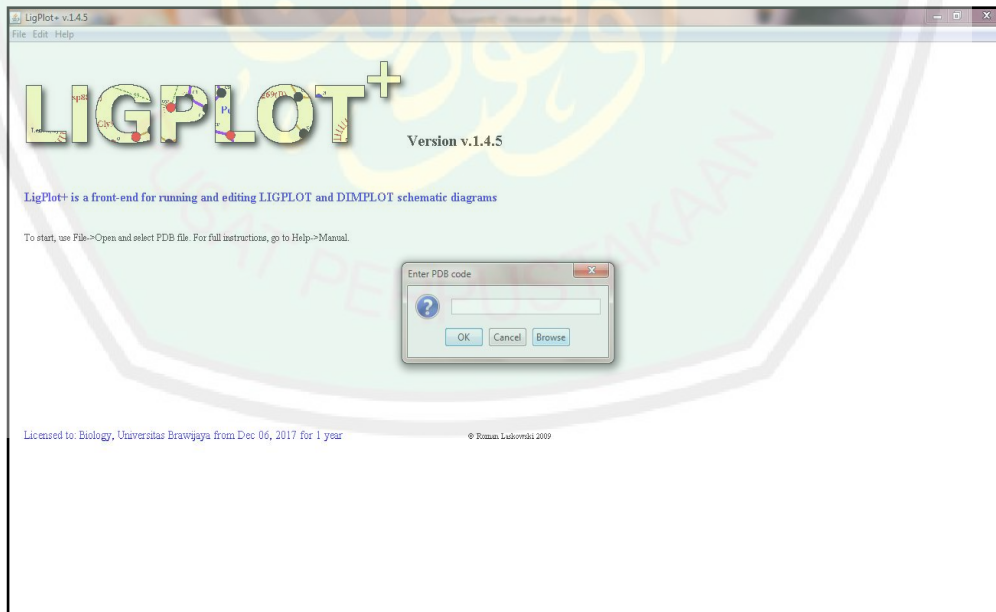 LigPlot+ v.1.4.5
File Edit Help
LIGPLOT+
Version v.1.4.5
LigPlot+ is a front-end for running and editing LIGPLOT and DIMPLOT schematic diagrams
To start, use File->Open and select PDB file. For full instructions, go to Help->Manual.
Enter PDB code
?
OK Cancel Browse
Licensed to: Biology, Universitas Brawijaya from Dec 06, 2017 for 1 year
© Roman Laskowski 2009
PUSAT PERPUSTAKAAN